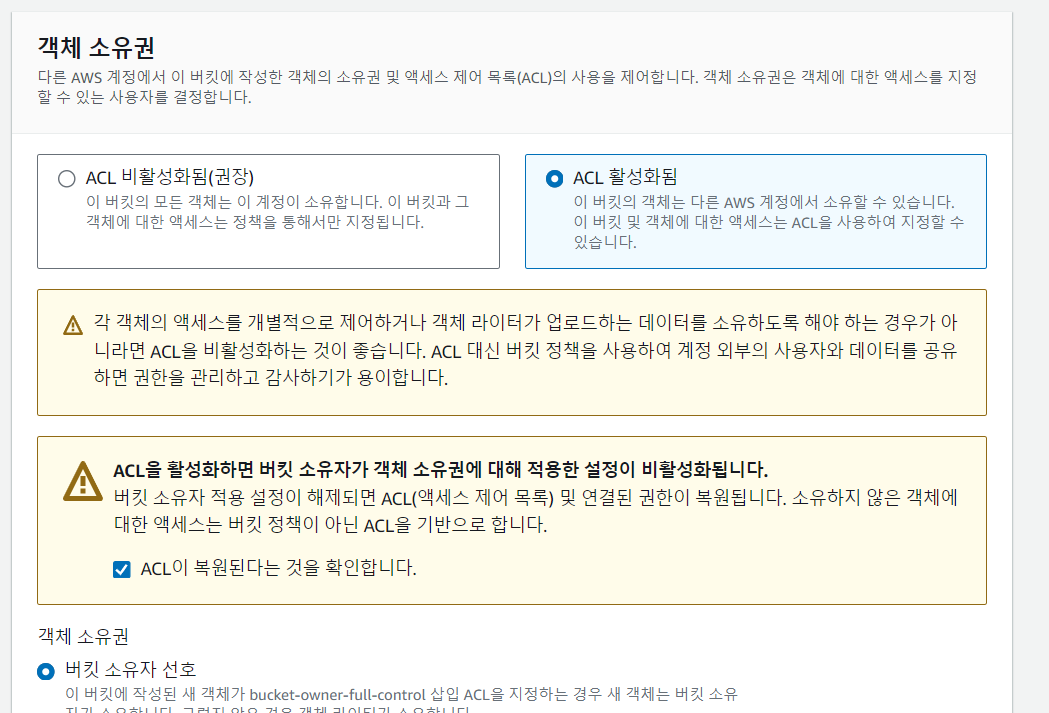 객체 소유권
다른 AWS 계정에서 이 버킷에 작성한 객체의 소유권 및 액세스 제어 목록(ACL)의 사용을 제어합니다. 객체 소유권은 객체에 대한 액세스를 지정
할 수 있는 사용자를 결정합니다.
ACL 비활성화됨(권장)
이 버킷의 모든 객체는 이 계정이 소유합니다. 이 버킷과 그
객체에 대한 액세스는 정책을 통해서만 지정됩니다.
ACL 활성화됨
이 버킷의 객체는 다른 AWS 계정에서 소유할 수 있습니다.
이 버킷 및 객체에 대한 액세스는 ACL을 사용하여 지정할 수
있습니다.
각 객체의 액세스를 개별적으로 제어하거나 객체 라이터가 업로드하는 데이터를 소유하도록 해야 하는 경우가 아
니라면 ACL을 비활성화하는 것이 좋습니다. ACL 대신 버킷 정책을 사용하여 계정 외부의 사용자와 데이터를 공유
하면 권한을 관리하고 감사하기가 용이합니다.
ACL을 활성화하면 버킷 소유자가 객체 소유권에 대해 적용한 설정이 비활성화됩니다.
버킷 소유자 적용 설정이 해제되면 ACL(액세스 제어 목록) 및 연결된 권한이 복원됩니다. 소유하지 않은 객체에
대한 액세스는 버킷 정책이 아닌 ACL을 기반으로 합니다.
ACL이 복원된다는 것을 확인합니다.
객체 소유권
버킷 소유자 선호
이 버킷에 작성된 새 객체가 bucket-owner-full-control 삽입 ACL을 지정하는 경우 새 객체는 버킷 소유